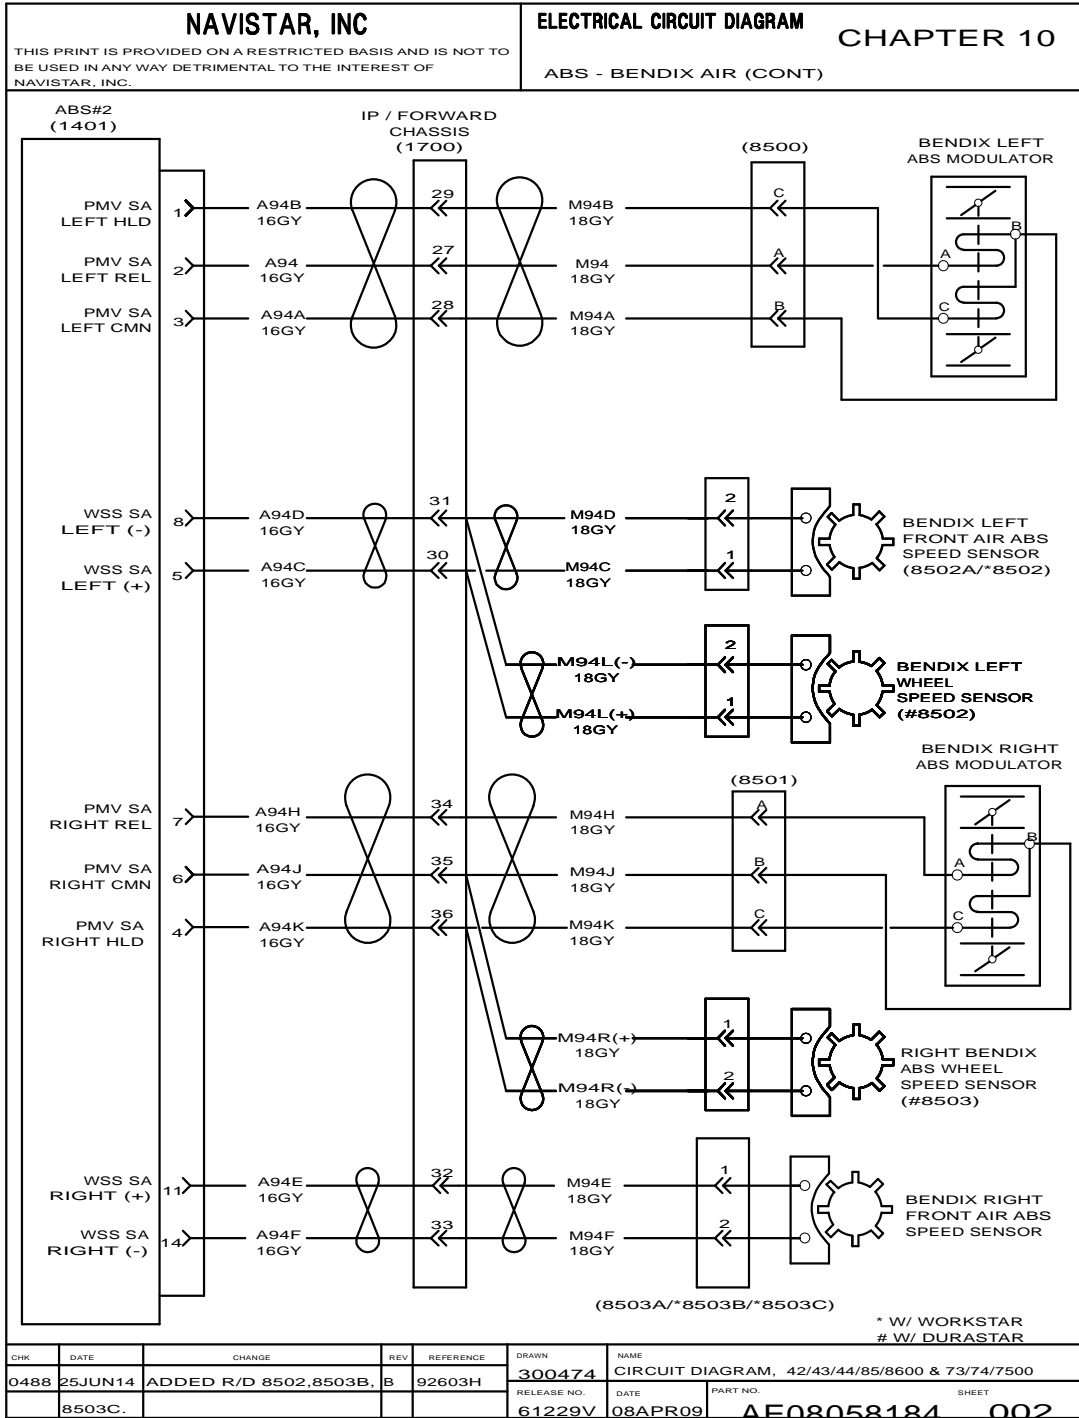 NAVISTAR, INC
THIS PRINT IS PROVIDED ON A RESTRICTED BASIS AND IS NOT TO
BE USED IN ANY WAY DETRIMENTAL TO THE INTEREST OF
NAVISTAR, INC.
ELECTRICAL CIRCUIT DIAGRAM
CHAPTER 10
ABS - BENDIX AIR (CONT)
ABS#2
(1401)
IP / FORWARD
CHASSIS
(1700)
(8500)
BENDIX LEFT
ABS MODULATOR
PMV SA
LEFT HLD
1
A94B
16GY
29
M94B
18GY
C
B
PMV SA
LEFT REL
2
A94
16GY
27
M94
18GY
A
A
PMV SA
LEFT CMN
3
A94A
16GY
28
M94A
18GY
B
C
WSS SA
LEFT (-)
8
A94D
16GY
31
M94D
18GY
2
WSS SA
LEFT (+)
5
A94C
16GY
30
M94C
18GY
1
BENDIX LEFT
FRONT AIR ABS
SPEED SENSOR
(8502A/*8502)
M94L(-)
18GY
2
M94L(+)
18GY
1
BENDIX LEFT
WHEEL
SPEED SENSOR
(#8502)
BENDIX RIGHT
ABS MODULATOR
(8501)
PMV SA
RIGHT REL
7
A94H
16GY
34
M94H
18GY
A
B
PMV SA
RIGHT CMN
6
A94J
16GY
35
M94J
18GY
B
A
PMV SA
RIGHT HLD
4
A94K
16GY
36
M94K
18GY
C
C
M94R(+)
18GY
1
M94R(-)
18GY
2
RIGHT BENDIX
ABS WHEEL
SPEED SENSOR
(#8503)
WSS SA
RIGHT (+)
11
A94E
16GY
32
M94E
18GY
1
WSS SA
RIGHT (-)
14
A94F
16GY
33
M94F
18GY
2
BENDIX RIGHT
FRONT AIR ABS
SPEED SENSOR
(8503A/*8503B/*8503C)
* W/ WORKSTAR
# W/ DURASTAR
CHK DATE CHANGE REV REFERENCE
0488 25JUN14 ADDED R/D 8502,8503B, B 92603H
8503C.
DRAWN
300474
NAME
CIRCUIT DIAGRAM, 42/43/44/85/8600 & 73/74/7500
RELEASE NO.
61229V
DATE
08APR09
PART NO.
AE08058184
SHEET
002